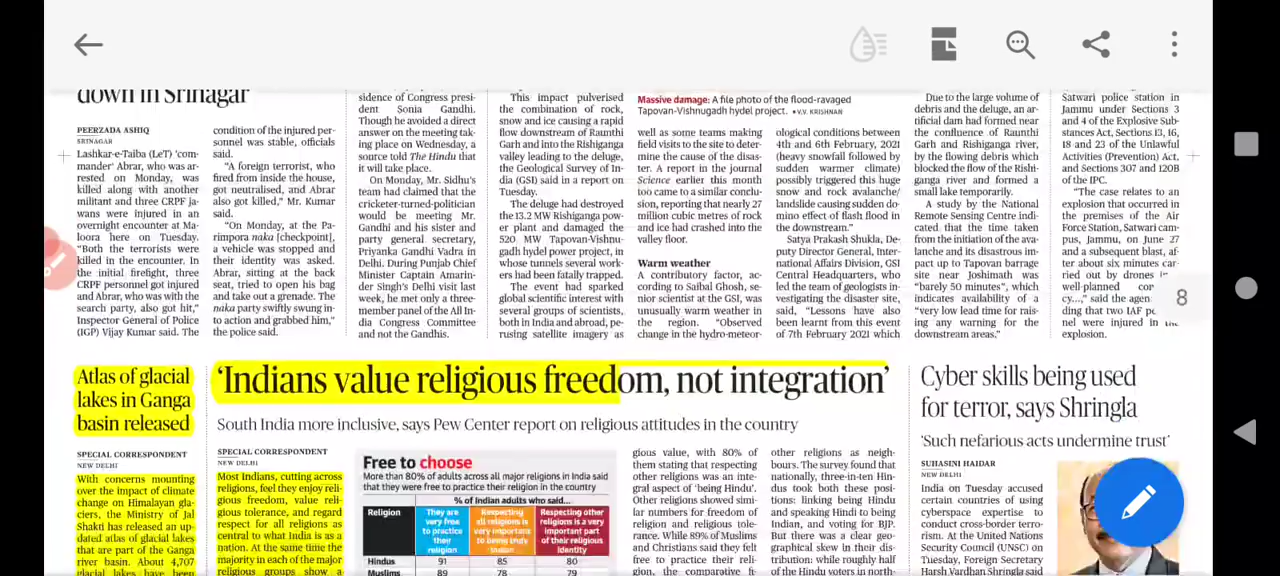 down in Srinagar
PEERZADA ASHIQ
SRINAGAR
Lashkar-e-Taiba (LeT) 'com-
mander' Abrar, who was ar-
rested on Monday, was
killed along with another
militant and three CRPF ja-
wans were injured in an
overnight encounter at Ma-
loora here on Tuesday.
"Both the terrorists were
killed in the encounter. In
the initial firefight, three
CRPF personnel got injured
and Abrar, who was with the
search party, also got hit,"
Inspector General of Police
(IGP) Vijay Kumar said. The
condition of the injured per-
sonnel was stable, officials
said.
"A foreign terrorist, who
fired from inside the house,
got neutralised, and Abrar
also got killed," Mr. Kumar
said.
"On Monday, at the Pa-
rimpora naka [checkpoint],
a vehicle was stopped and
their identity was asked.
Abrar, sitting at the back
seat, tried to open his bag
and take out a grenade. The
naka party swiftly swung in-
to action and grabbed him,"
the police said.
sidence of Congress presi-
dent Sonia Gandhi.
Though he avoided a direct
answer on the meeting tak-
ing place on Wednesday, a
source told The Hindu that
it will take place.
On Monday, Mr. Sidhu's
team had claimed that the
cricketer-turned-politician
would be meeting Mr.
Gandhi and his sister and
party general secretary,
Priyanka Gandhi Vadra in
Delhi. During Punjab Chief
Minister Captain Amarin-
der Singh's Delhi visit last
week, he met only a three-
member panel of the All In-
dia Congress Committee
and not the Gandhis.
This impact pulverised
the combination of rock,
snow and ice causing a rapid
flow downstream of Raunthi
Garh and into the Rishiganga
valley leading to the deluge,
the Geological Survey of In-
dia (GSI) said in a report on
Tuesday.
The deluge had destroyed
the 13.2 MW Rishiganga pow-
er plant and damaged the
520 MW Tapovan-Vishnu-
gadh hydel power project, in
whose tunnels several work-
ers had been fatally trapped.
The event had sparked
global scientific interest with
several groups of scientists,
both in India and abroad, pe-
rusing satellite imagery as
Massive damage: A file photo of the flood-ravaged
Tapovan-Vishnugadh hydel project. •V.V. KRISHNAN
well as some teams making
field visits to the site to deter-
mine the cause of the disas-
ter. A report in the journal
Science earlier this month
too came to a similar conclu-
sion, reporting that nearly 27
million cubic metres of rock
and ice had crashed into the
valley floor.
Warm weather
A contributory factor, ac-
cording to Saibal Ghosh, se-
nior scientist at the GSI, was
unusually warm weather in
the region. "Observed
change in the hydro-meteor-
ological conditions between
4th and 6th February, 2021
(heavy snowfall followed by
sudden warmer climate)
possibly triggered this huge
snow and rock avalanche/
landslide causing sudden do-
mino effect of flash flood in
the downstream."
Satya Prakash Shukla, De-
puty Director General, Inter-
national Affairs Division, GSI
Central Headquarters, who
led the team of geologists in-
vestigating the disaster site,
said, "Lessons have also
been learnt from this event
of 7th February 2021 which
Due to the large volume of
debris and the deluge, an ar-
tificial dam had formed near
the confluence of Raunthi
Garh and Rishiganga river,
by the flowing debris which
blocked the flow of the Rishi-
ganga river and formed a
small lake temporarily.
A study by the National
Remote Sensing Centre indi-
cated that the time taken
from the initiation of the ava-
lanche and its disastrous im-
pact up to Tapovan barrage
site near Joshimath was
"barely 50 minutes", which
indicates availability of a
"very low lead time for rais-
ing any warning for the
downstream areas,"
Satwari police station in
Jammu under Sections 3
and 4 of the Explosive Sub-
stances Act, Sections 13, 16,
18 and 23 of the Unlawful
Activities (Prevention) Act,
and Sections 307 and 120B
of the IPC.
"The case relates to an
explosion that occurred in
the premises of the Air
Force Station, Satwari cam-
pus, Jammu, on June 27
and a subsequent blast, af-
ter about six minutes car-
ried out by drones
well-planned
cy...," said the agen
ding that two IAF
nel were injured in
explosion.
8
Atlas of glacial
lakes in Ganga
basin released
SPECIAL CORRESPONDENT
NEW DELHI
With concerns mounting
over the impact of climate
change on Himalayan gla-
ciers, the Ministry of Jal
Shakti has released an up-
dated atlas of glacial lakes
that are part of the Ganga
river basin. About 4,707
glacial lakes have been
'Indians value religious freedom, not integration'
South India more inclusive, says Pew Center report on religious attitudes in the country
SPECIAL CORRESPONDENT
NEW DELHI
Most Indians, cutting across
religions, feel they enjoy reli-
gious freedom, value reli-
gious tolerance, and regard
respect for all religions as
central to what India is as a
nation. At the same time the
majority in each of the major
religious groups show a
Free to choose
More than 80% of adults across all major religions in India said
that they were free to practice their religion in the country
% of Indian adults who said...
Religion
They are
very free
to practice
their
religion
Respecting
all religions is
very important
to being truly
Indian
Respecting other
religions is a very
important part
of their religious
identity
Hindus 91 85 80
Muslims 89 78 79
gious value, with 80% of
them stating that respecting
other religions was an inte-
gral aspect of 'being Hindu'.
Other religions showed simi-
lar numbers for freedom of
religion and religious tole-
rance. While 89% of Muslims
and Christians said they felt
free to practice their reli-
gion, the comparative fi-
other religions as neigh-
bours. The survey found that
nationally, three-in-ten Hin-
dus took both these posi-
tions: linking being Hindu
and speaking Hindi to being
Indian, and voting for BJP.
But there was a clear geo-
graphical skew in their dis-
tribution: while roughly half
of the Hindu voters in north-
Cyber skills being used
for terror, says Shringla
'Such nefarious acts undermine trust'
SUHASINI HAIDAR
NEW DELHI
India on Tuesday accused
certain countries of using
cyberspace expertise to
conduct cross-border terro-
rism. At the United Nations
Security Council (UNSC) on
Tuesday, Foreign Secretary
Harsh Vardhan Shringla said